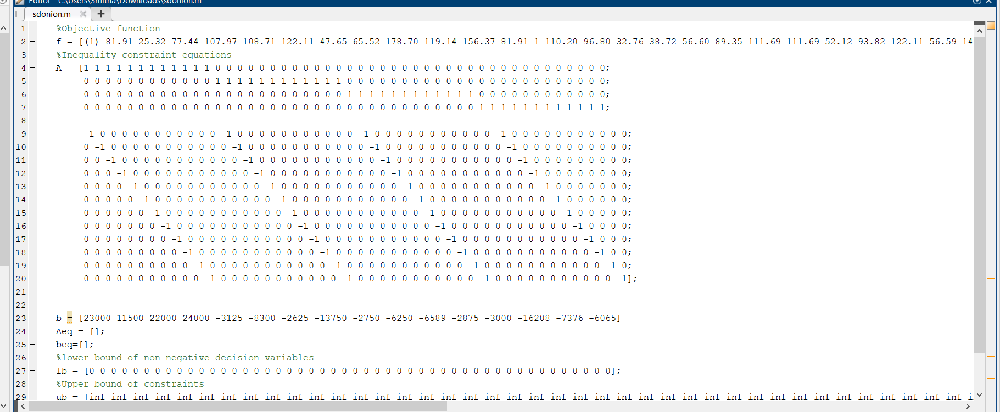 Editor - C:\Users\Smitha\Downloads\sdonion.m
sdonion.m
1 %Objective function
2 f = [(1) 81.91 25.32 77.44 107.97 108.71 122.11 47.65 65.52 178.70 119.14 156.37 81.91 1 110.20 96.80 32.76 38.72 56.60 89.35 111.69 111.69 52.12 93.82 122.11 56.59 14
3 %Inequality constraint equations
4 A = [1 1 1 1 1 1 1 1 1 1 1 1 0 0 0 0 0 0 0 0 0 0 0 0 0 0 0 0 0 0 0 0 0 0 0 0 0 0 0 0 0 0 0 0 0 0 0 0;
5 0 0 0 0 0 0 0 0 0 0 0 0 1 1 1 1 1 1 1 1 1 1 1 1 0 0 0 0 0 0 0 0 0 0 0 0 0 0 0 0 0 0 0 0 0 0 0 0;
6 0 0 0 0 0 0 0 0 0 0 0 0 0 0 0 0 0 0 0 0 0 0 0 0 1 1 1 1 1 1 1 1 1 1 1 1 0 0 0 0 0 0 0 0 0 0 0 0;
7 0 0 0 0 0 0 0 0 0 0 0 0 0 0 0 0 0 0 0 0 0 0 0 0 0 0 0 0 0 0 0 0 0 0 0 0 1 1 1 1 1 1 1 1 1 1 1 1;
8
9 -1 0 0 0 0 0 0 0 0 0 0 0 -1 0 0 0 0 0 0 0 0 0 0 0 -1 0 0 0 0 0 0 0 0 0 0 0 -1 0 0 0 0 0 0 0 0 0 0 0;
10 0 -1 0 0 0 0 0 0 0 0 0 0 0 -1 0 0 0 0 0 0 0 0 0 0 0 -1 0 0 0 0 0 0 0 0 0 0 0 -1 0 0 0 0 0 0 0 0 0 0;
11 0 0 -1 0 0 0 0 0 0 0 0 0 0 0 -1 0 0 0 0 0 0 0 0 0 0 0 -1 0 0 0 0 0 0 0 0 0 0 0 -1 0 0 0 0 0 0 0 0 0;
12 0 0 0 -1 0 0 0 0 0 0 0 0 0 0 0 -1 0 0 0 0 0 0 0 0 0 0 0 -1 0 0 0 0 0 0 0 0 0 0 0 -1 0 0 0 0 0 0 0 0;
13 0 0 0 0 -1 0 0 0 0 0 0 0 0 0 0 0 -1 0 0 0 0 0 0 0 0 0 0 0 -1 0 0 0 0 0 0 0 0 0 0 0 -1 0 0 0 0 0 0 0;
14 0 0 0 0 0 -1 0 0 0 0 0 0 0 0 0 0 0 -1 0 0 0 0 0 0 0 0 0 0 0 -1 0 0 0 0 0 0 0 0 0 0 0 -1 0 0 0 0 0 0;
15 0 0 0 0 0 0 -1 0 0 0 0 0 0 0 0 0 0 0 -1 0 0 0 0 0 0 0 0 0 0 0 -1 0 0 0 0 0 0 0 0 0 0 0 -1 0 0 0 0 0;
16 0 0 0 0 0 0 0 -1 0 0 0 0 0 0 0 0 0 0 0 -1 0 0 0 0 0 0 0 0 0 0 0 -1 0 0 0 0 0 0 0 0 0 0 0 -1 0 0 0 0;
17 0 0 0 0 0 0 0 0 -1 0 0 0 0 0 0 0 0 0 0 0 -1 0 0 0 0 0 0 0 0 0 0 0 -1 0 0 0 0 0 0 0 0 0 0 0 -1 0 0 0;
18 0 0 0 0 0 0 0 0 0 -1 0 0 0 0 0 0 0 0 0 0 0 -1 0 0 0 0 0 0 0 0 0 0 0 -1 0 0 0 0 0 0 0 0 0 0 0 -1 0 0;
19 0 0 0 0 0 0 0 0 0 0 -1 0 0 0 0 0 0 0 0 0 0 0 -1 0 0 0 0 0 0 0 0 0 0 0 -1 0 0 0 0 0 0 0 0 0 0 0 -1 0;
20 0 0 0 0 0 0 0 0 0 0 0 -1 0 0 0 0 0 0 0 0 0 0 0 -1 0 0 0 0 0 0 0 0 0 0 0 -1 0 0 0 0 0 0 0 0 0 0 0 -1];
21
22
23 b = [23000 11500 22000 24000 -3125 -8300 -2625 -13750 -2750 -6250 -6589 -2875 -3000 -16208 -7376 -6065]
24 Aeq = [];
25 beq=[];
26 %lower bound of non-negative decision variables
27 lb = [0 0 0 0 0 0 0 0 0 0 0 0 0 0 0 0 0 0 0 0 0 0 0 0 0 0 0 0 0 0 0 0 0 0 0 0 0 0 0 0 0 0 0 0 0 0 0 0];
28 %Upper bound of constraints
29 ub = [inf inf inf inf inf inf inf inf inf inf inf inf inf inf inf inf inf inf inf inf inf inf inf inf inf inf inf inf inf inf inf inf inf inf inf inf inf inf inf inf i